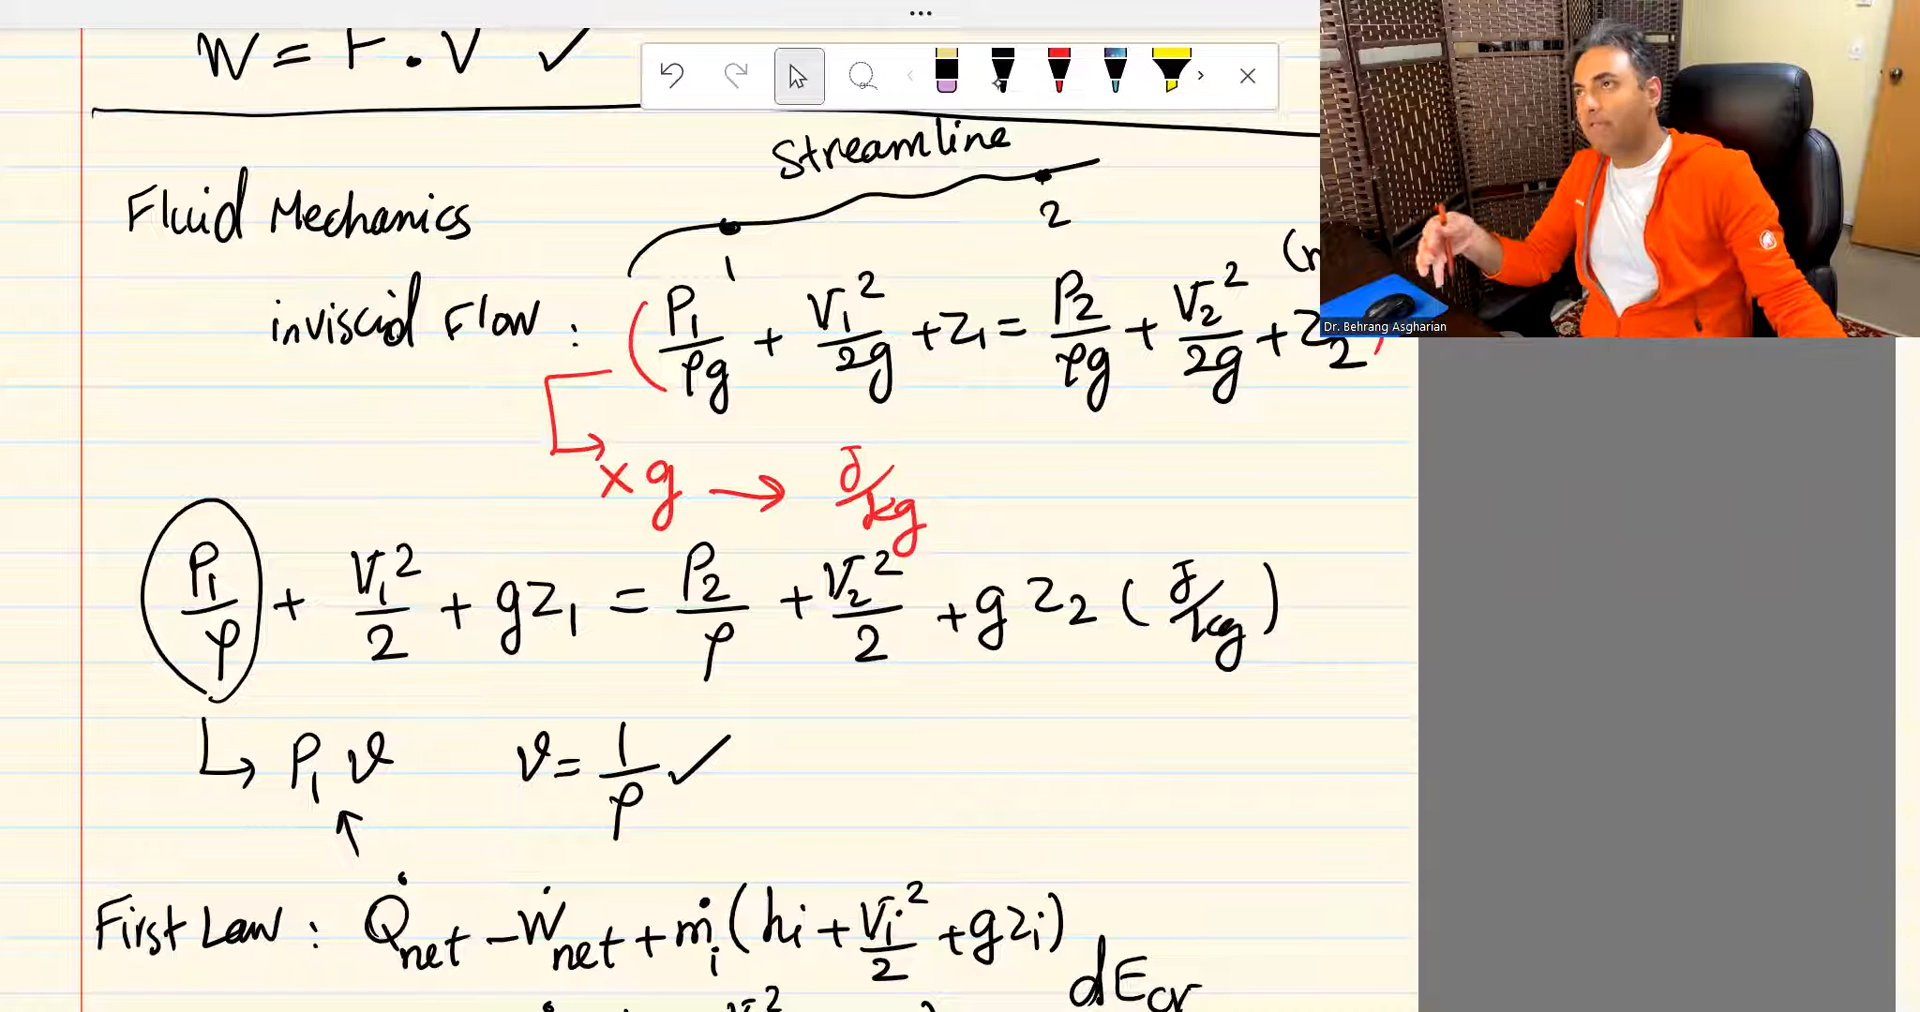 Ẇ = F · V ✓
Streamline
1 2
Fluid Mechanics
inviscid Flow : (P₁/ρg + V₁²/2g + z₁ = P₂/ρg + V₂²/2g + z₂)
× g → J/kg
P₁/ρ + V₁²/2 + gz₁ = P₂/ρ + V₂²/2 + g z₂ (J/kg)
↳ P₁ v v = 1/ρ ✓
First Law : Q̇net − Ẇnet + ṁᵢ (hᵢ + Vᵢ²/2 + gzᵢ)
dEcv
Dr. Behrang Asgharian